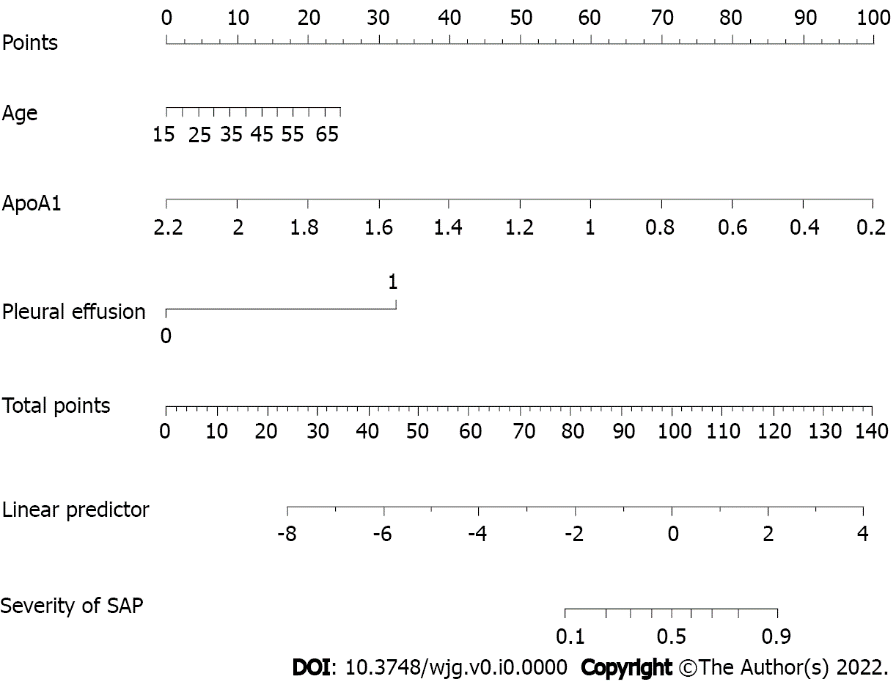 0 10 20 30 40 50 60 70 80 90 100
Points
Age
15 25 35 45 55 65
ApoA1
2.2 2 1.8 1.6 1.4 1.2 1 0.8 0.6 0.4 0.2
1
Pleural effusion
0
Total points
0 10 20 30 40 50 60 70 80 90 100 110 120 130 140
Linear predictor
-8 -6 -4 -2 0 2 4
Severity of SAP
0.1 0.5 0.9
DOI: 10.3748/wjg.v0.i0.0000 Copyright ©The Author(s) 2022.